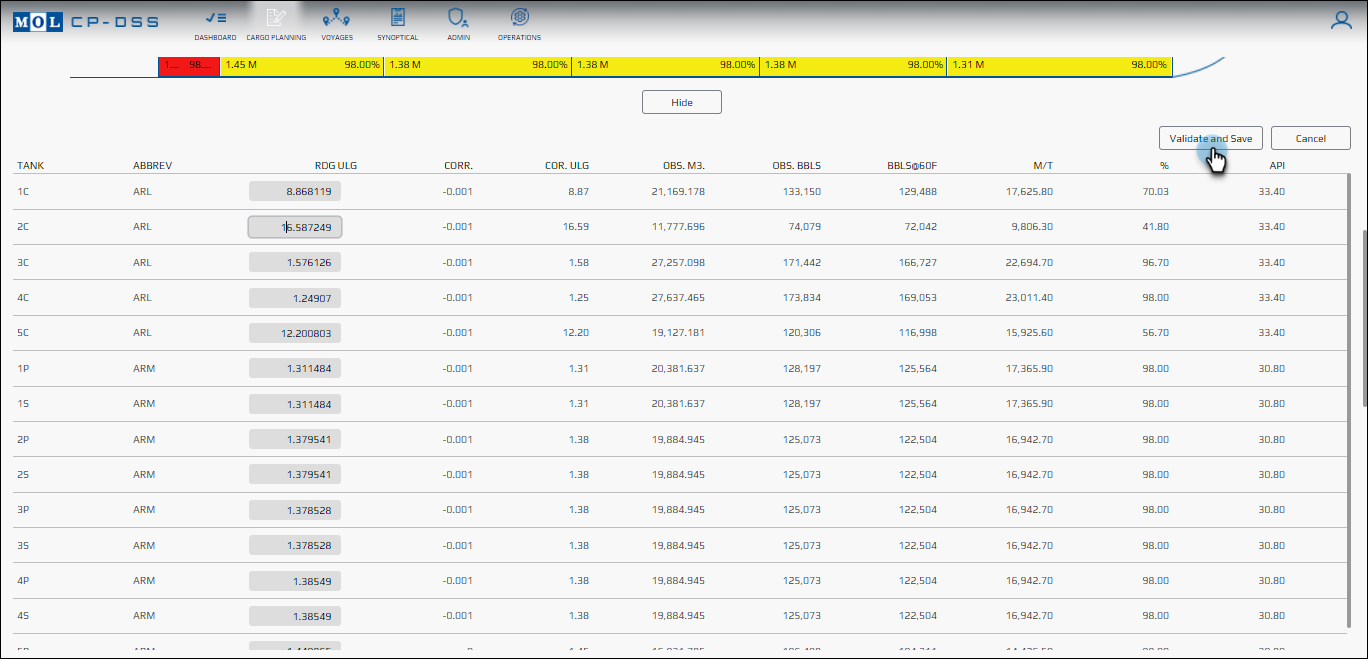 MOL CP-DSS
DASHBOARD CARGO PLANNING VOYAGES SYNOPTICAL ADMIN OPERATIONS
1.... 98.... 1.45 M 98.00% 1.38 M 98.00% 1.38 M 98.00% 1.38 M 98.00% 1.31 M 98.00%
Hide
Validate and Save Cancel
TANK ABBREV RDG ULG CORR. COR. ULG OBS. M3. OBS. BBLS BBLS@60F M/T % API
1C ARL 8.868119 -0.001 8.87 21,169.178 133,150 129,488 17,625.80 70.03 33.40
2C ARL 16.587249 -0.001 16.59 11,777.696 74,079 72,042 9,806.30 41.80 33.40
3C ARL 1.576126 -0.001 1.58 27,257.098 171,442 166,727 22,694.70 96.70 33.40
4C ARL 1.24907 -0.001 1.25 27,637.465 173,834 169,053 23,011.40 98.00 33.40
5C ARL 12.200803 -0.001 12.20 19,127.181 120,306 116,998 15,925.60 56.70 33.40
1P ARM 1.311484 -0.001 1.31 20,381.637 128,197 125,564 17,365.90 98.00 30.80
1S ARM 1.311484 -0.001 1.31 20,381.637 128,197 125,564 17,365.90 98.00 30.80
2P ARM 1.379541 -0.001 1.38 19,884.945 125,073 122,504 16,942.70 98.00 30.80
2S ARM 1.379541 -0.001 1.38 19,884.945 125,073 122,504 16,942.70 98.00 30.80
3P ARM 1.378528 -0.001 1.38 19,884.945 125,073 122,504 16,942.70 98.00 30.80
3S ARM 1.378528 -0.001 1.38 19,884.945 125,073 122,504 16,942.70 98.00 30.80
4P ARM 1.38549 -0.001 1.38 19,884.945 125,073 122,504 16,942.70 98.00 30.80
4S ARM 1.38549 -0.001 1.38 19,884.945 125,073 122,504 16,942.70 98.00 30.80